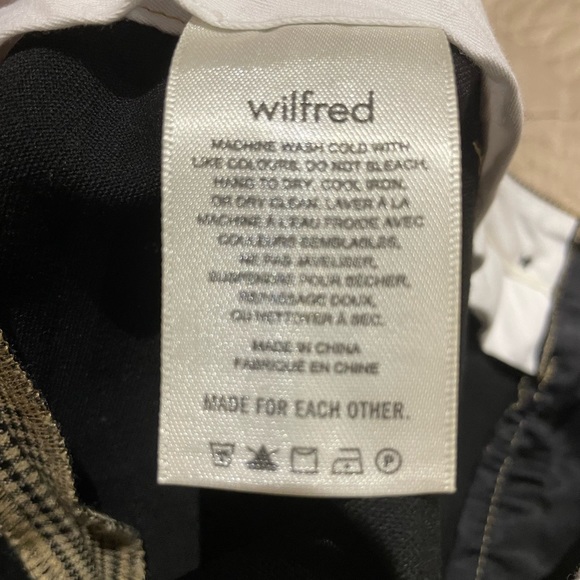 wilfred
MACHINE WASH COLD WITH
LIKE COLOURS. DO NOT BLEACH.
HANG TO DRY. COOL IRON.
OR DRY CLEAN. LAVER À LA
MACHINE À L'EAU FROIDE AVEC
COULEURS SEMBLABLES.
NE PAS JAVELISER.
SUSPENDRE POUR SÉCHER.
REPASSAGE DOUX.
OU NETTOYER À SEC.
MADE IN CHINA
FABRIQUÉ EN CHINE
MADE FOR EACH OTHER.
P